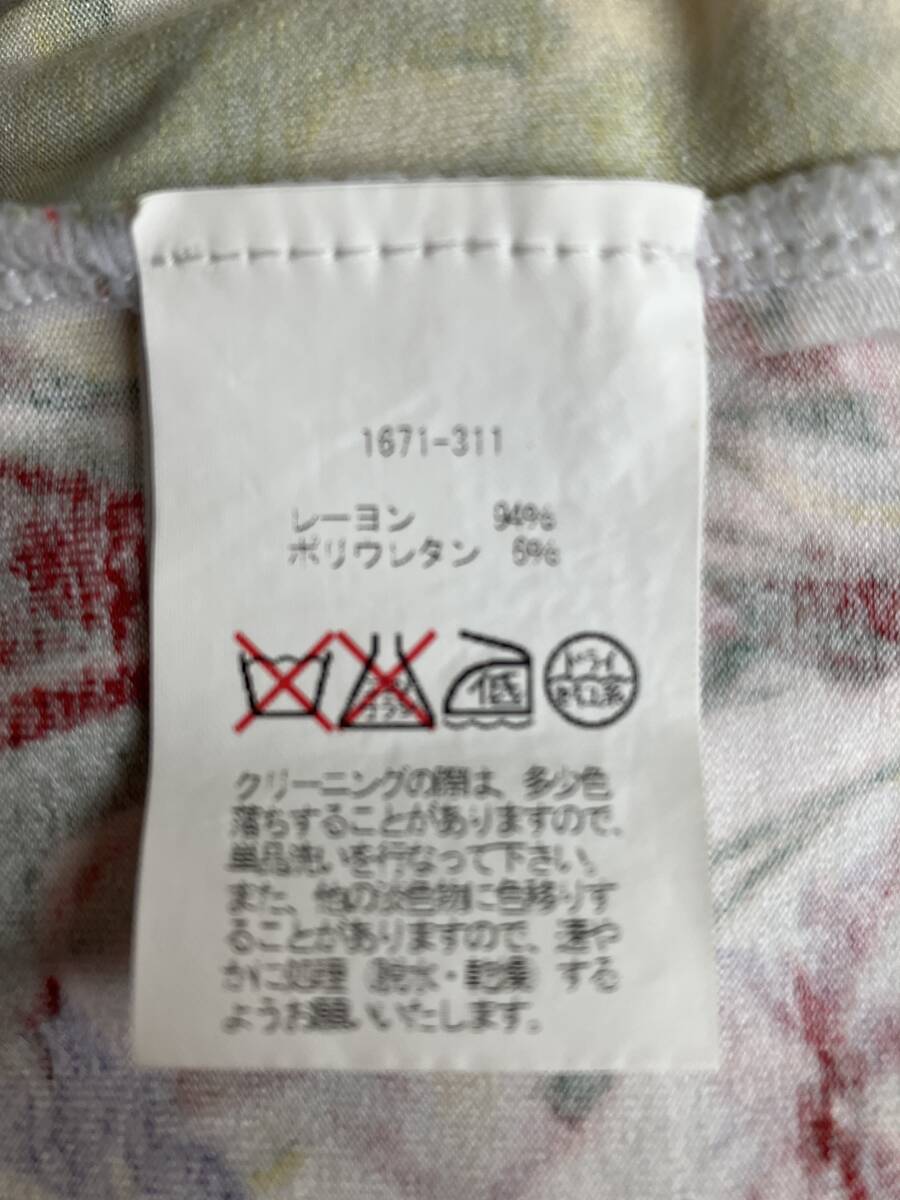 1671-311
レーヨン 94%
ポリウレタン 6%
低
ドライ
セキユ系
クリーニングの際は、多少色
落ちすることがありますので、
単品洗いを行なって下さい。
また、他の淡色物に色移りす
ることがありますので、速や
かに処理（脱水・乾燥）する
ようお願いいたします。